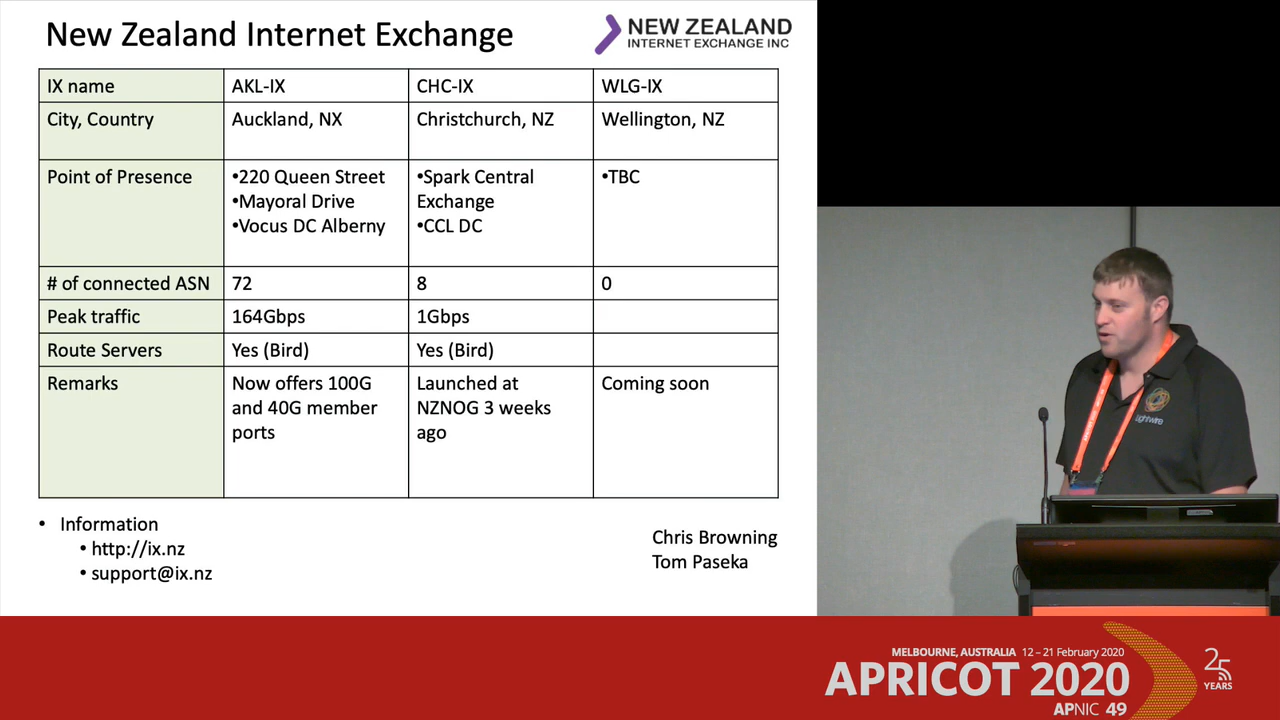 New Zealand Internet Exchange
NEW ZEALAND
INTERNET EXCHANGE INC
IX name
AKL-IX
CHC-IX
WLG-IX
City, Country
Auckland, NX
Christchurch, NZ
Wellington, NZ
Point of Presence
•220 Queen Street
•Mayoral Drive
•Vocus DC Alberny
•Spark Central
Exchange
•CCL DC
•TBC
# of connected ASN
72
8
0
Peak traffic
164Gbps
1Gbps
Route Servers
Yes (Bird)
Yes (Bird)
Remarks
Now offers 100G
and 40G member
ports
Launched at
NZNOG 3 weeks
ago
Coming soon
• Information
• http://ix.nz
• support@ix.nz
Chris Browning
Tom Paseka
Lightwire
MELBOURNE, AUSTRALIA 12 – 21 February 2020
APRICOT 2020
APNIC 49
25
YEARS